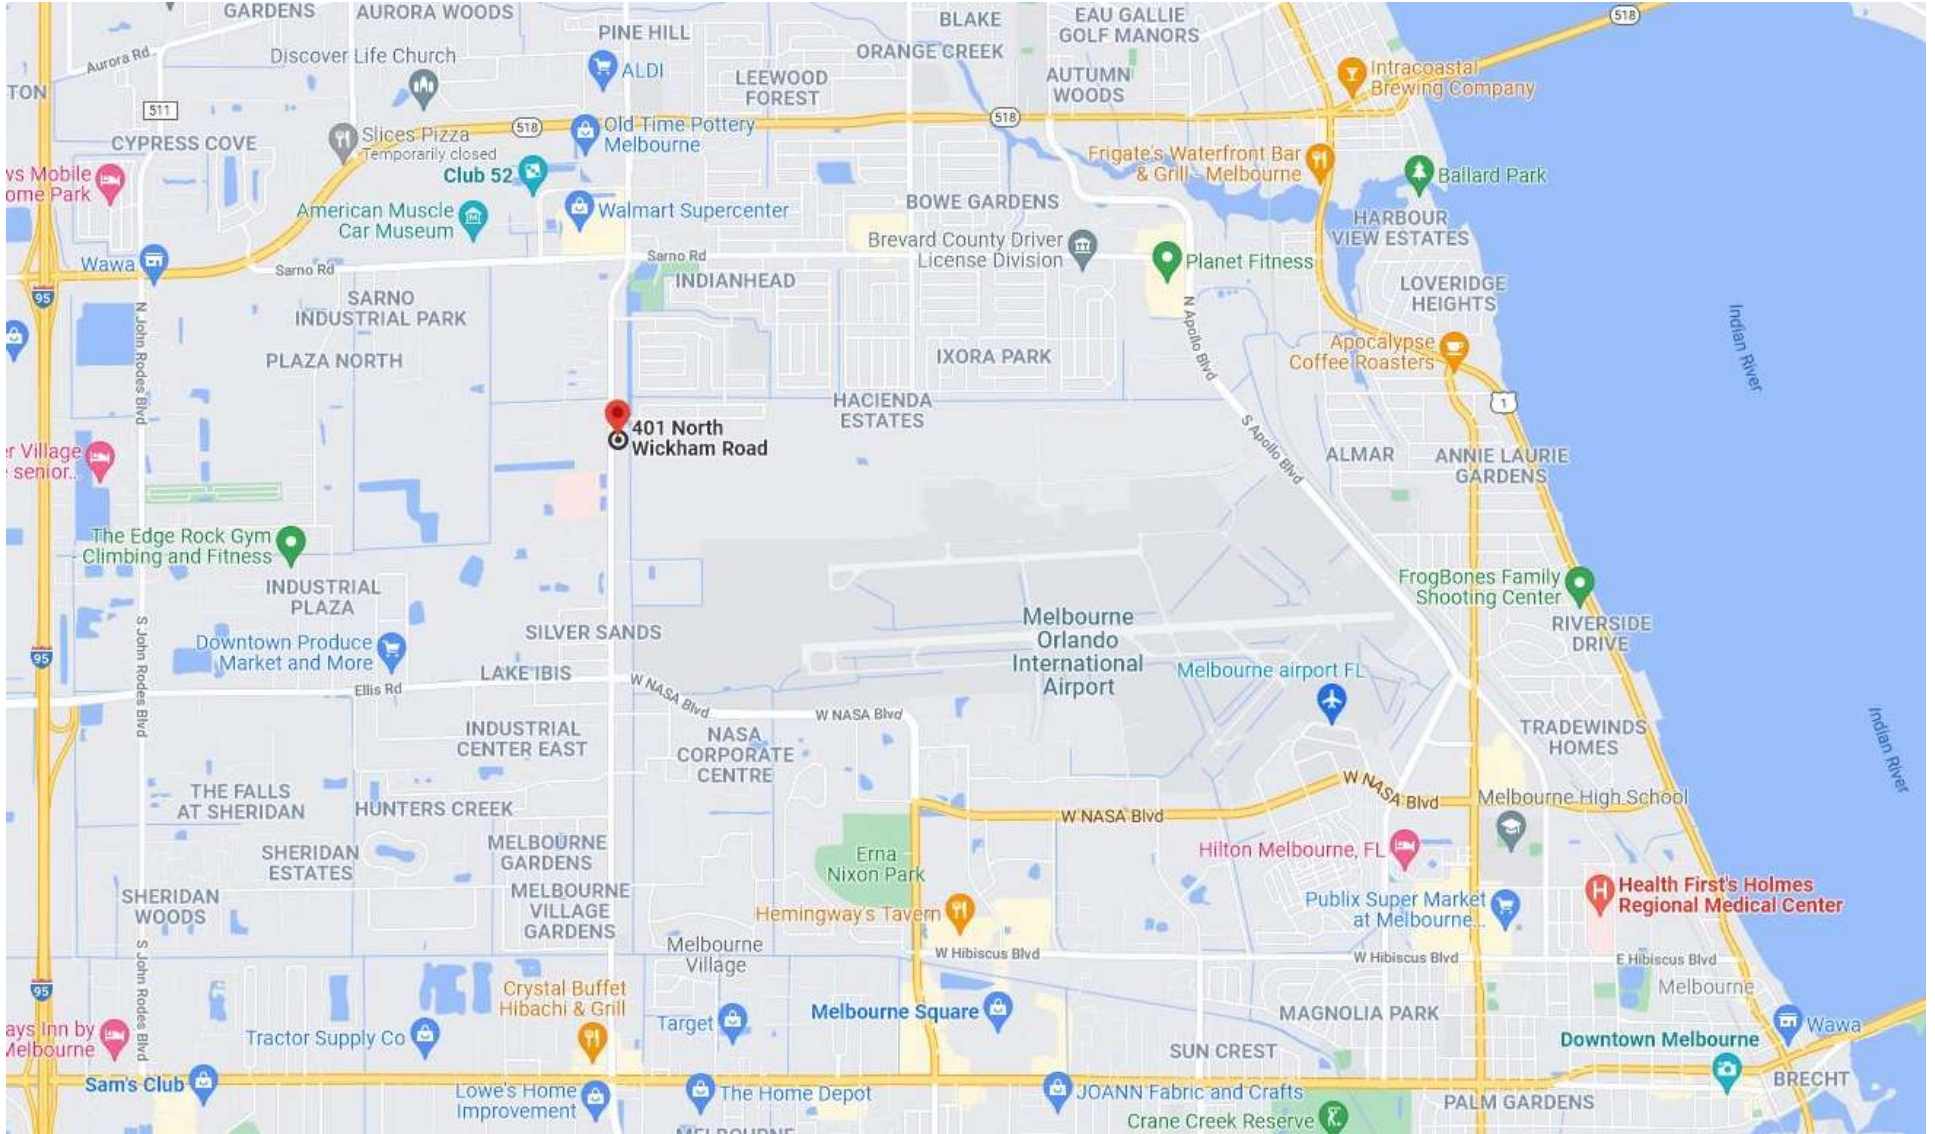 GARDENS
AURORA WOODS
PINE HILL
BLAKE
EAU GALLIE
GOLF MANORS
518
Aurora Rd
Discover Life Church
ALDI
ORANGE CREEK
LEEWOOD
FOREST
AUTUMN
WOODS
Intracoastal
Brewing Company
TON
511
CYPRESS COVE
Slices Pizza
Temporarily closed
518
Old Time Pottery
Melbourne
518
Frigate's Waterfront Bar
& Grill - Melbourne
Ballard Park
ws Mobile
ome Park
Club 52
American Muscle
Car Museum
Walmart Supercenter
BOWE GARDENS
HARBOUR
VIEW ESTATES
Brevard County Driver
License Division
Planet Fitness
Wawa
Sarno Rd
Sarno Rd
INDIANHEAD
LOVERIDGE
HEIGHTS
95
SARNO
INDUSTRIAL PARK
N John Rodes Blvd
N Apollo Blvd
Indian River
PLAZA NORTH
IXORA PARK
Apocalypse
Coffee Roasters
1
HACIENDA
ESTATES
401 North
Wickham Road
S Apollo Blvd
ALMAR
ANNIE LAURIE
GARDENS
er Village
senior...
The Edge Rock Gym
Climbing and Fitness
INDUSTRIAL
PLAZA
FrogBones Family
Shooting Center
RIVERSIDE
DRIVE
SILVER SANDS
Melbourne
Orlando
International
Airport
95
Downtown Produce
Market and More
S John Rodes Blvd
LAKE IBIS
Melbourne airport FL
Ellis Rd
W NASA Blvd
W NASA Blvd
INDUSTRIAL
CENTER EAST
NASA
CORPORATE
CENTRE
TRADEWINDS
HOMES
Indian River
THE FALLS
AT SHERIDAN
HUNTERS CREEK
W NASA Blvd
W NASA Blvd
Melbourne High School
SHERIDAN
ESTATES
MELBOURNE
GARDENS
Erna
Nixon Park
Hilton Melbourne, FL
SHERIDAN
WOODS
MELBOURNE
VILLAGE
GARDENS
Hemingway's Tavern
Publix Super Market
at Melbourne...
H
Health First's Holmes
Regional Medical Center
Melbourne
Village
W Hibiscus Blvd
W Hibiscus Blvd
E Hibiscus Blvd
95
S John Rodes Blvd
Crystal Buffet
Hibachi & Grill
Melbourne
ays Inn by
Melbourne
Tractor Supply Co
Target
Melbourne Square
MAGNOLIA PARK
Wawa
Downtown Melbourne
SUN CREST
Sam's Club
Lowe's Home
Improvement
The Home Depot
JOANN Fabric and Crafts
BRECHT
PALM GARDENS
Crane Creek Reserve
MELBOURNE